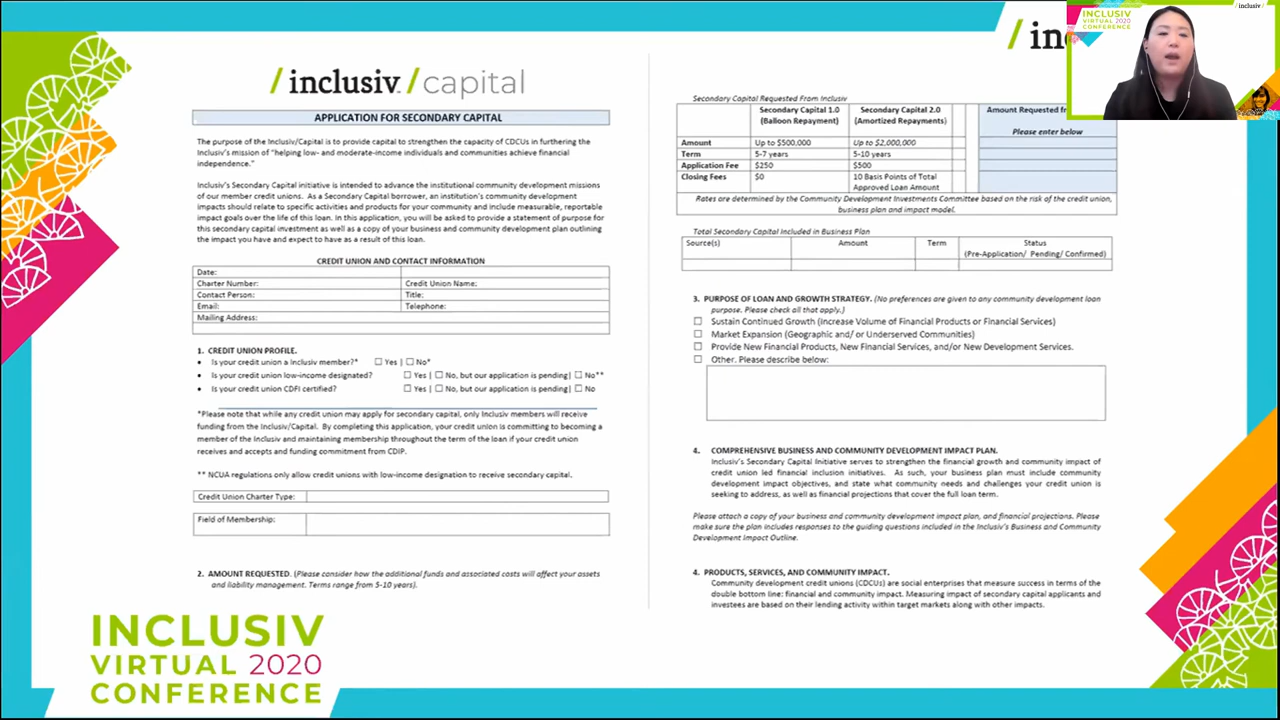 / inclusiv / capital
APPLICATION FOR SECONDARY CAPITAL
The purpose of the Inclusiv/Capital is to provide capital to strengthen the capacity of CDCUs in furthering the
Inclusiv's mission of "helping low- and moderate-income individuals and communities achieve financial
independence."
Inclusiv's Secondary Capital initiative is intended to advance the institutional community development missions
of our member credit unions. As a Secondary Capital borrower, an institution's community development
impacts should relate to specific activities and products for your community and include measurable, reportable
impact goals over the life of this loan. In this application, you will be asked to provide a statement of purpose for
this secondary capital investment as well as a copy of your business and community development plan outlining
the impact you have and expect to have as a result of this loan.
CREDIT UNION AND CONTACT INFORMATION
Date:
Charter Number: Credit Union Name:
Contact Person: Title:
Email: Telephone:
Mailing Address:
1. CREDIT UNION PROFILE.
• Is your credit union a Inclusiv member?* ☐ Yes | ☐ No*
• Is your credit union low-income designated? ☐ Yes | ☐ No, but our application is pending| ☐ No**
• Is your credit union CDFI certified? ☐ Yes | ☐ No, but our application is pending| ☐ No
*Please note that while any credit union may apply for secondary capital, only Inclusiv members will receive
funding from the Inclusiv/Capital. By completing this application, your credit union is committing to becoming a
member of the Inclusiv and maintaining membership throughout the term of the loan if your credit union
receives and accepts and funding commitment from CDIP.
** NCUA regulations only allow credit unions with low-income designation to receive secondary capital.
Credit Union Charter Type:
Field of Membership:
2. AMOUNT REQUESTED. (Please consider how the additional funds and associated costs will affect your assets
and liability management. Terms range from 5-10 years).
Secondary Capital Requested From Inclusiv
Secondary Capital 1.0 Secondary Capital 2.0 Amount Requested
(Balloon Repayment) (Amortized Repayments)
Please enter below
Amount Up to $500,000 Up to $2,000,000
Term 5-7 years 5-10 years
Application Fee $250 $500
Closing Fees $0 10 Basis Points of Total
Approved Loan Amount
Rates are determined by the Community Development Investments Committee based on the risk of the credit union,
business plan and impact model.
Total Secondary Capital Included in Business Plan
Source(s) Amount Term Status
(Pre-Application/ Pending/ Confirmed)
3. PURPOSE OF LOAN AND GROWTH STRATEGY. (No preferences are given to any community development loan
purpose. Please check all that apply.)
☐ Sustain Continued Growth (Increase Volume of Financial Products or Financial Services)
☐ Market Expansion (Geographic and/ or Underserved Communities)
☐ Provide New Financial Products, New Financial Services, and/or New Development Services.
☐ Other. Please describe below:
4. COMPREHENSIVE BUSINESS AND COMMUNITY DEVELOPMENT IMPACT PLAN.
Inclusiv's Secondary Capital Initiative serves to strengthen the financial growth and community impact of
credit union led financial inclusion initiatives. As such, your business plan must include community
development impact objectives, and state what community needs and challenges your credit union is
seeking to address, as well as financial projections that cover the full loan term.
Please attach a copy of your business and community development impact plan, and financial projections. Please
make sure the plan includes responses to the guiding questions included in the Inclusiv's Business and Community
Development Impact Outline.
4. PRODUCTS, SERVICES, AND COMMUNITY IMPACT.
Community development credit unions (CDCUs) are social enterprises that measure success in terms of the
double bottom line: financial and community impact. Measuring impact of secondary capital applicants and
investees are based on their lending activity within target markets along with other impacts.
INCLUSIV
VIRTUAL 2020
CONFERENCE
INCLUSIV
VIRTUAL 2020
CONFERENCE
/ inclusiv /